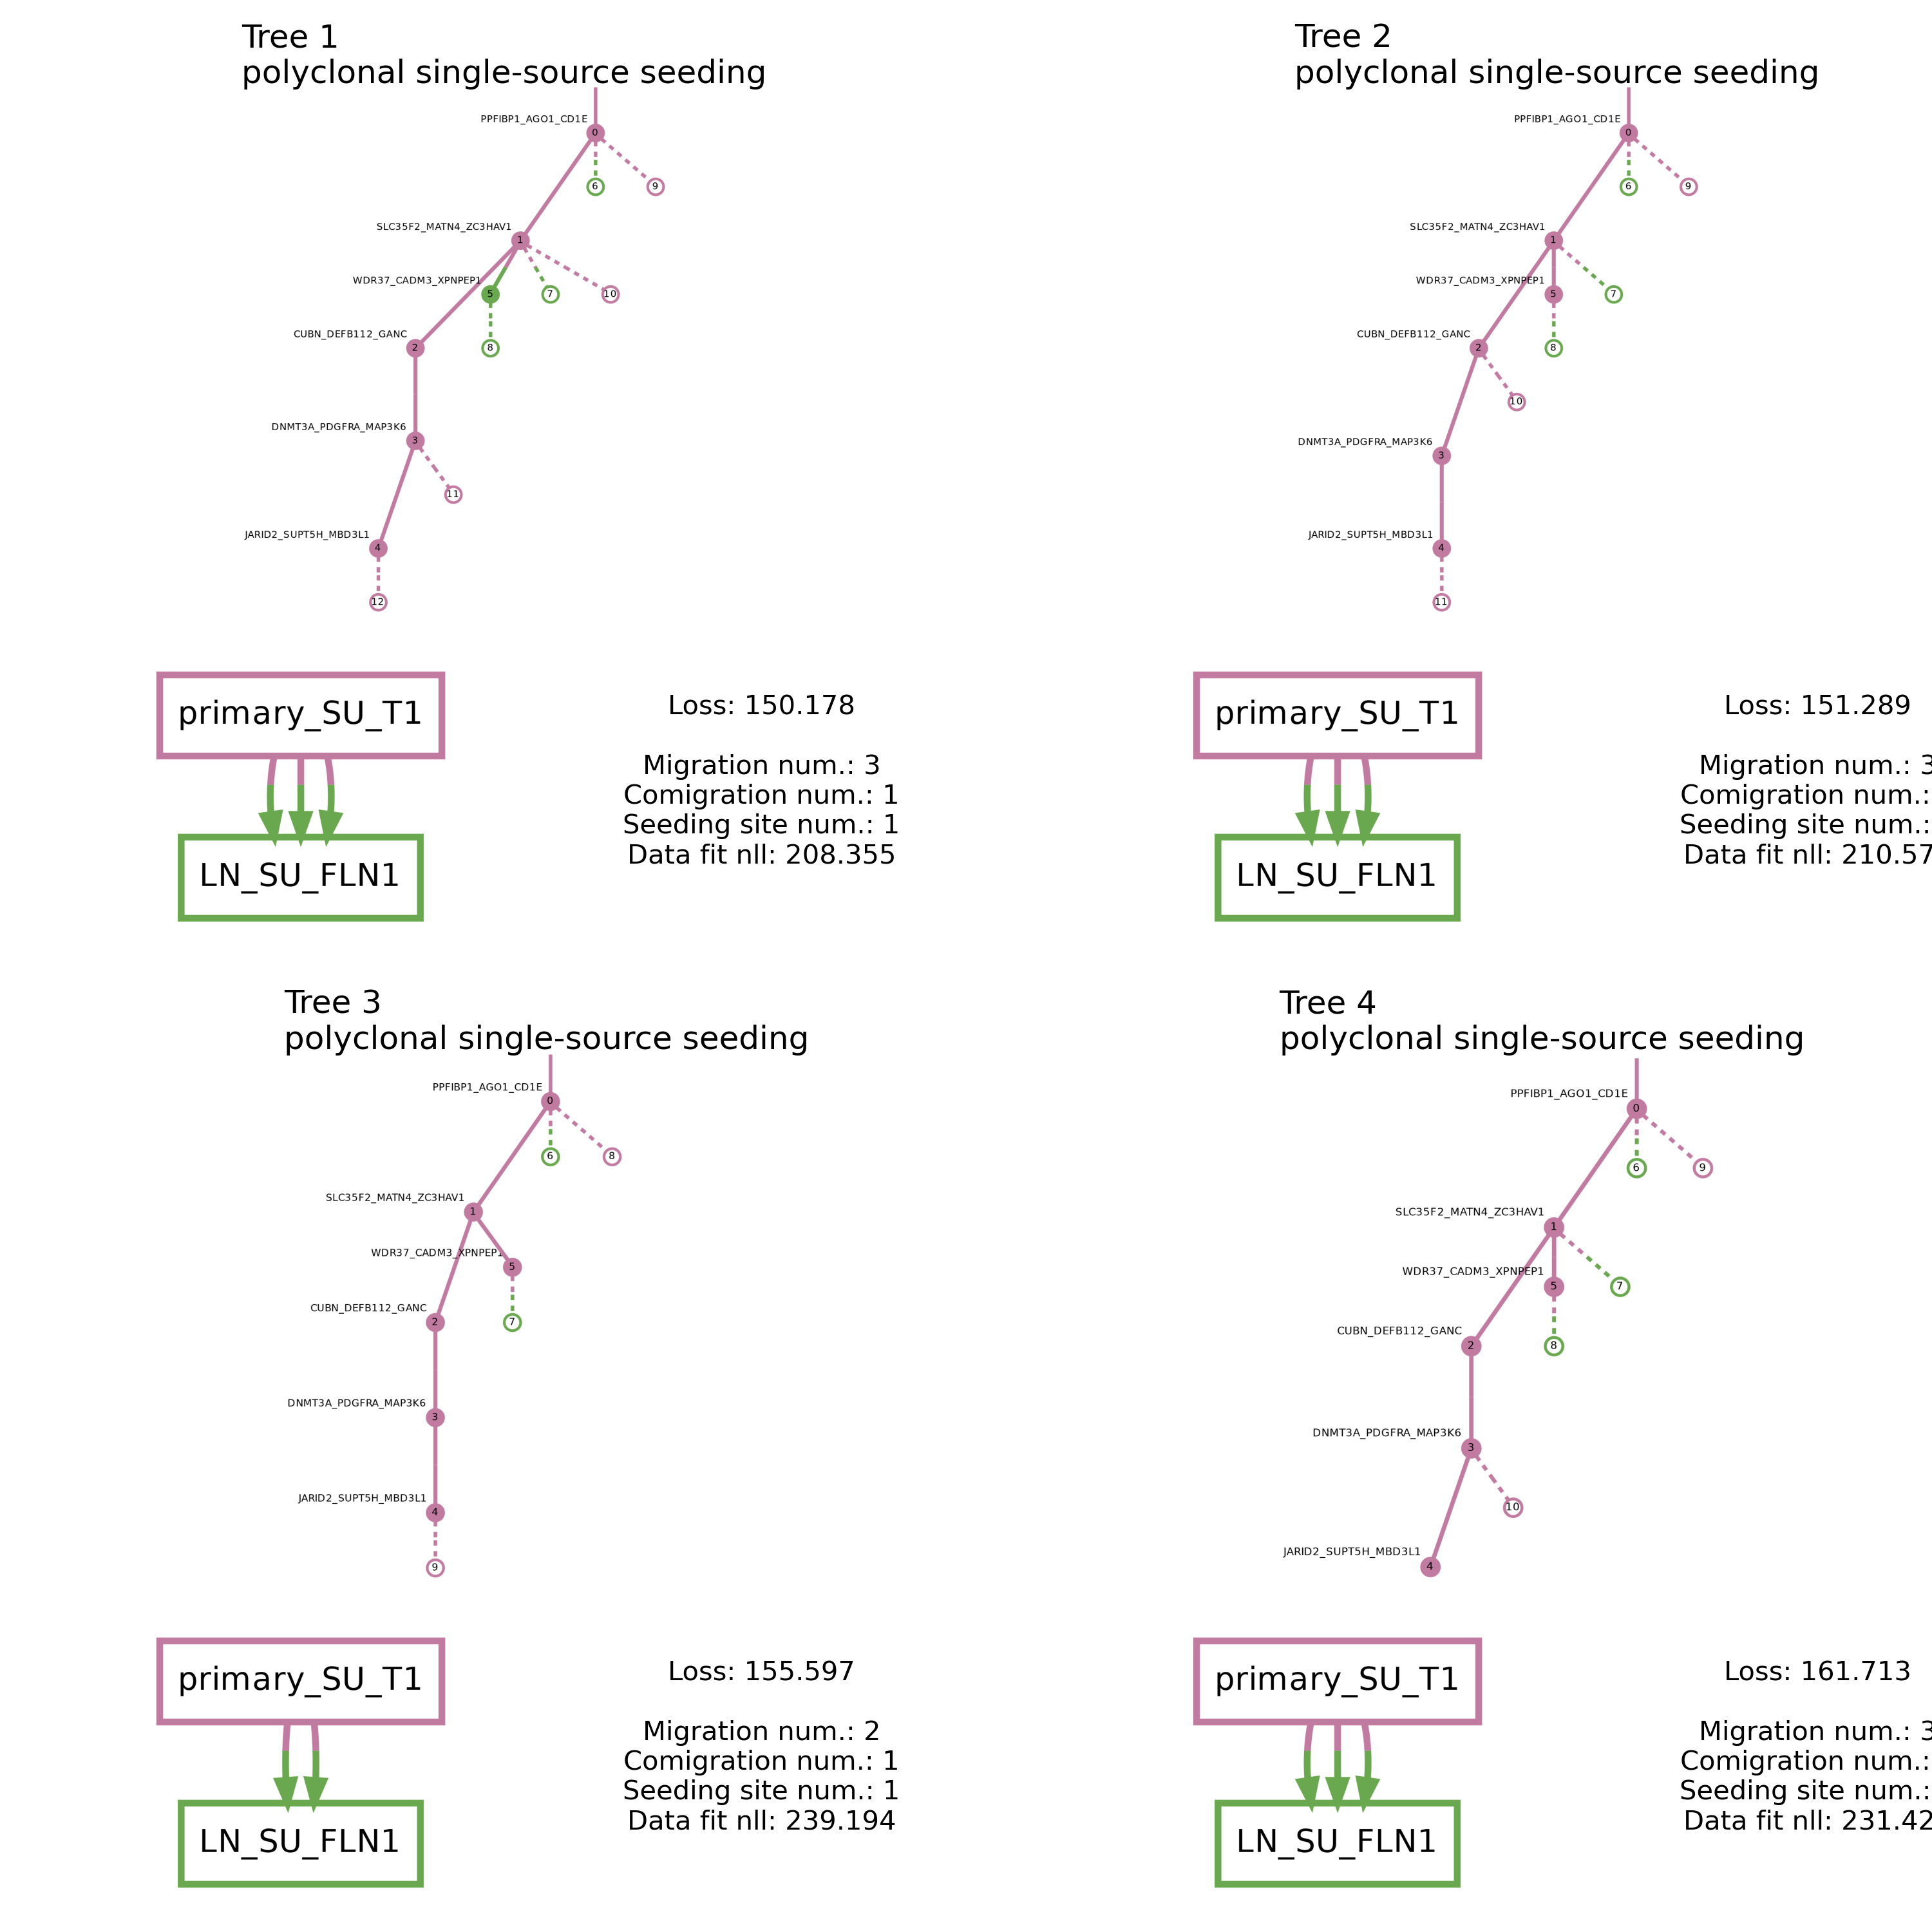 Tree 1
polyclonal single-source seeding
PPFIBP1_AGO1_CD1E
0
6
9
SLC35F2_MATN4_ZC3HAV1
1
WDR37_CADM3_XPNPEP1
5
7
10
CUBN_DEFB112_GANC
2
8
DNMT3A_PDGFRA_MAP3K6
3
11
JARID2_SUPT5H_MBD3L1
4
12
primary_SU_T1
LN_SU_FLN1
Loss: 150.178
Migration num.: 3
Comigration num.: 1
Seeding site num.: 1
Data fit nll: 208.355
Tree 2
polyclonal single-source seeding
PPFIBP1_AGO1_CD1E
0
6
9
SLC35F2_MATN4_ZC3HAV1
1
WDR37_CADM3_XPNPEP1
5
7
CUBN_DEFB112_GANC
2
8
10
DNMT3A_PDGFRA_MAP3K6
3
JARID2_SUPT5H_MBD3L1
4
11
primary_SU_T1
LN_SU_FLN1
Loss: 151.289
Migration num.: 3
Comigration num.:
Seeding site num.:
Data fit nll: 210.57
Tree 3
polyclonal single-source seeding
PPFIBP1_AGO1_CD1E
0
6
8
SLC35F2_MATN4_ZC3HAV1
1
WDR37_CADM3_XPNPEP1
5
CUBN_DEFB112_GANC
2
7
DNMT3A_PDGFRA_MAP3K6
3
JARID2_SUPT5H_MBD3L1
4
9
primary_SU_T1
LN_SU_FLN1
Loss: 155.597
Migration num.: 2
Comigration num.: 1
Seeding site num.: 1
Data fit nll: 239.194
Tree 4
polyclonal single-source seeding
PPFIBP1_AGO1_CD1E
0
6
9
SLC35F2_MATN4_ZC3HAV1
1
WDR37_CADM3_XPNPEP1
5
7
CUBN_DEFB112_GANC
2
8
DNMT3A_PDGFRA_MAP3K6
3
10
JARID2_SUPT5H_MBD3L1
4
primary_SU_T1
LN_SU_FLN1
Loss: 161.713
Migration num.: 3
Comigration num.:
Seeding site num.:
Data fit nll: 231.42